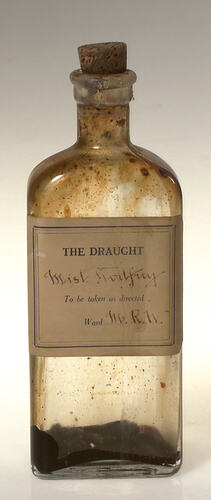 THE DRAUGHT
Mist.
To be taken as directed
Ward M.R.W.